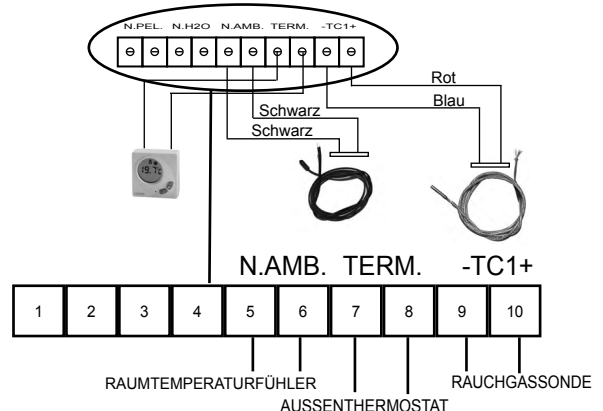 N.PEL. N.H2O N.AMB. TERM. -TC1+
Rot
Blau
Schwarz
Schwarz
19.7c
N.AMB. TERM. -TC1+
1 2 3 4 5 6 7 8 9 10
RAUMTEMPERATURFÜHLER RAUCHGASSONDE
AUSSENTHERMOSTAT